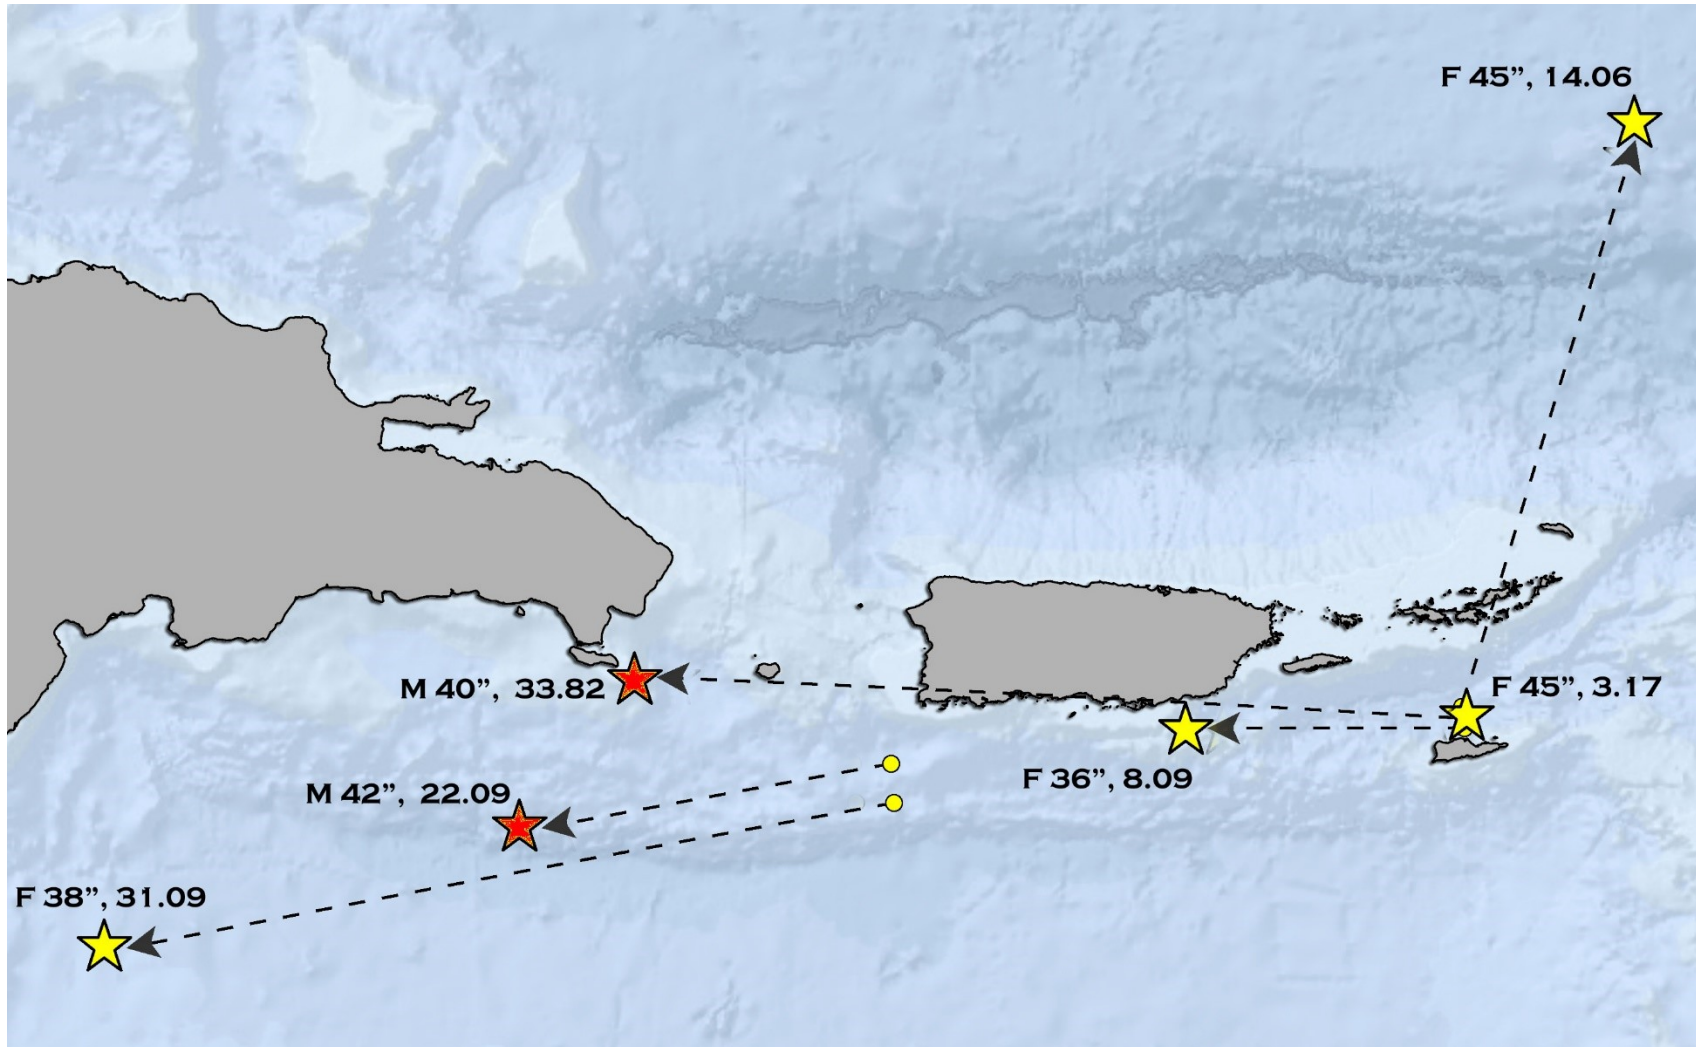 F 45”, 14.06
M 40”, 33.82
F 45”, 3.17
F 36”, 8.09
M 42”, 22.09
F 38”, 31.09